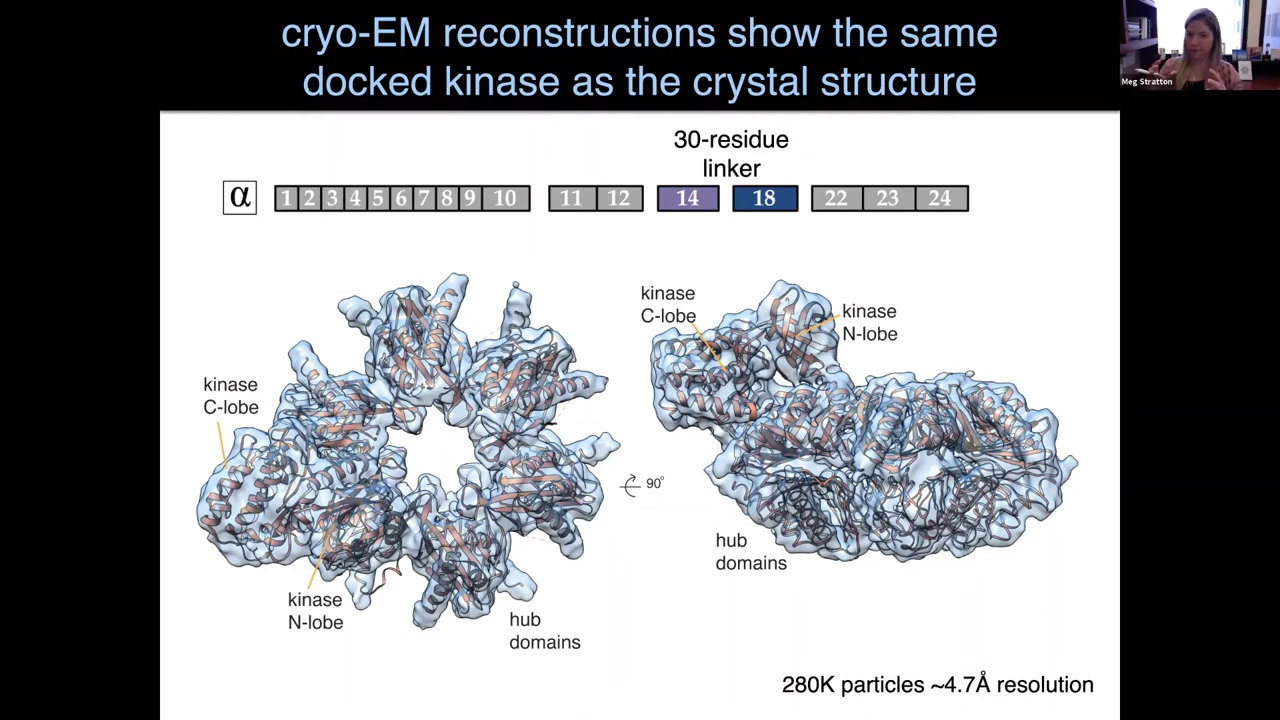 cryo-EM reconstructions show the same
docked kinase as the crystal structure
Meg Stratton
30-residue
linker
α 1 2 3 4 5 6 7 8 9 10 11 12 14 18 22 23 24
kinase
C-lobe
kinase
N-lobe
hub
domains
90°
kinase
C-lobe
kinase
N-lobe
hub
domains
280K particles ~4.7Å resolution